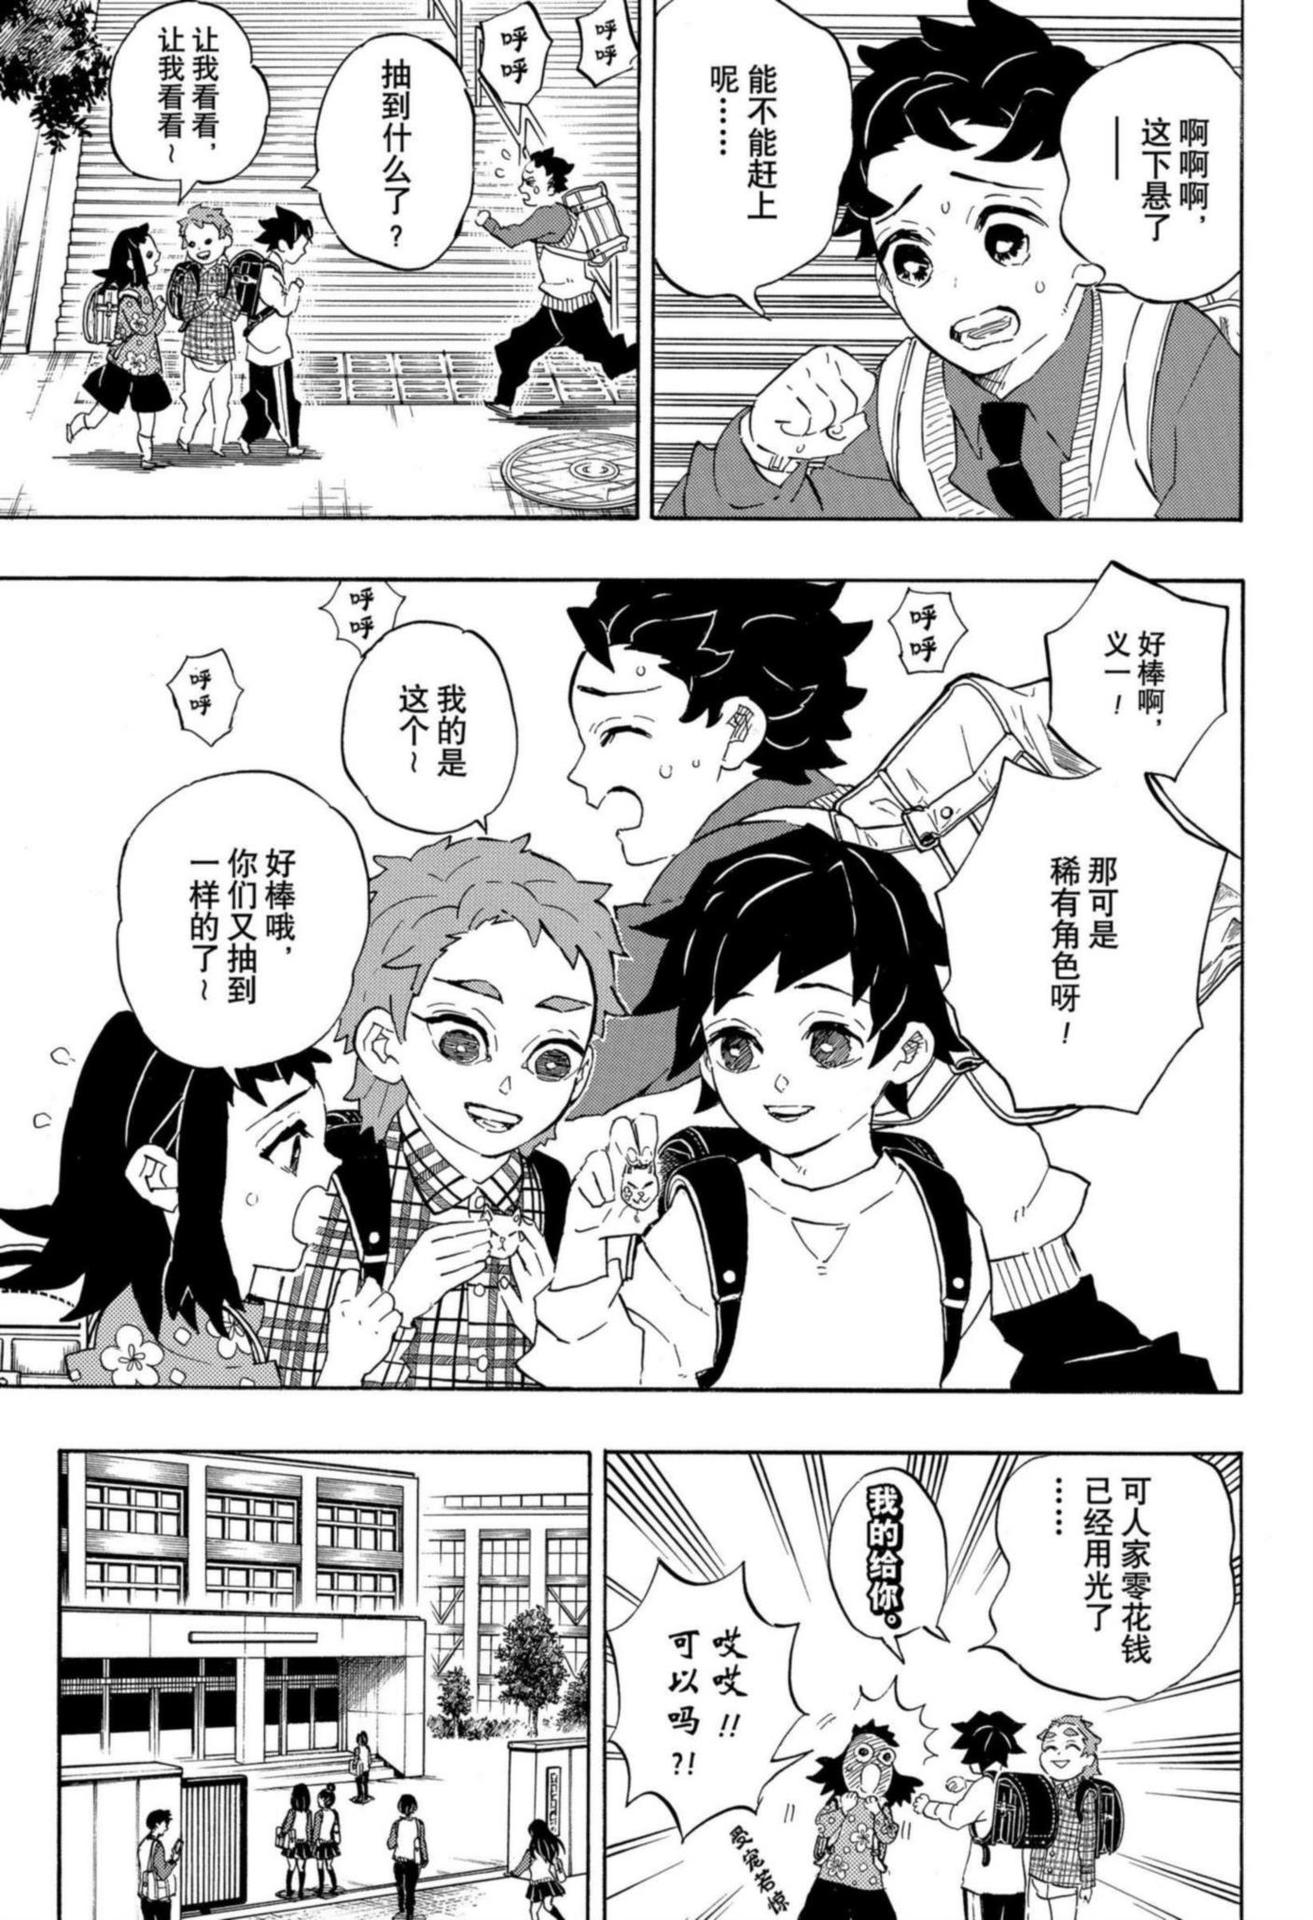 啊啊啊，
这下悬了
——
能不能赶上
呢……
呼呼
呼呼
抽到什么了？
让我看看，
让我看看～
好棒啊，
义一！
那可是
稀有角色呀！
呼呼
呼呼
我的是
这个～
呼呼
好棒哦，
你们又抽到
一样的了～
可人家零花钱
已经用光了
……
我的给你。
哎哎!!
可以吗?!
受宠若惊